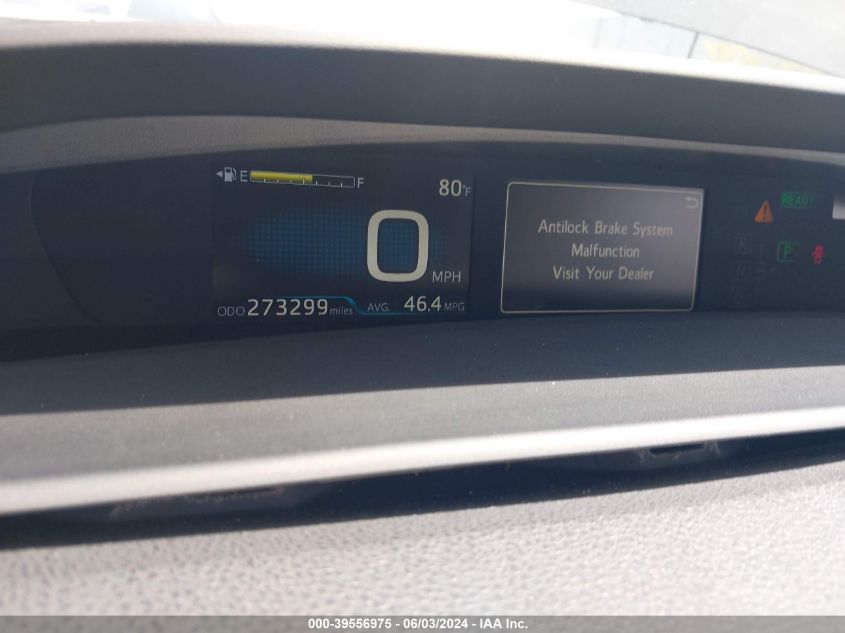 E F
80°F
0 MPH
ODO 273299 miles AVG. 46.4 MPG
Antilock Brake System
Malfunction
Visit Your Dealer
READY
R
N
P
000-39556975 - 06/03/2024 - IAA Inc.